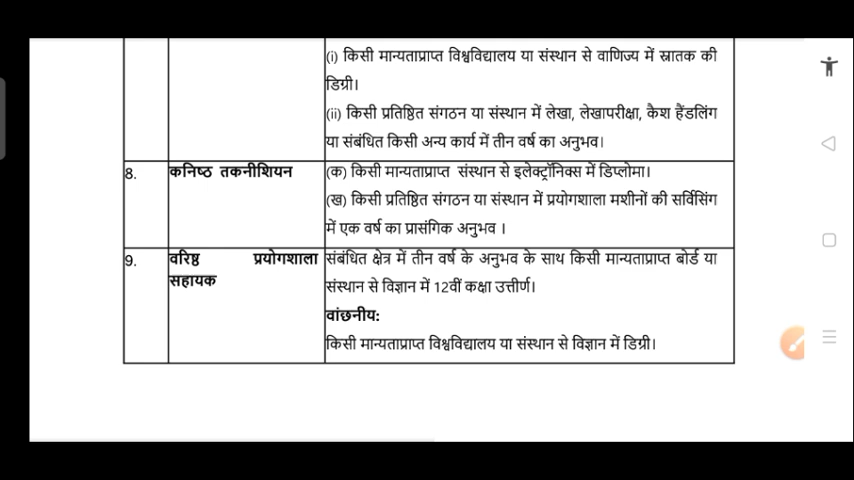 (i) किसी मान्यताप्राप्त विश्वविद्यालय या संस्थान से वाणिज्य में स्नातक की
डिग्री।
(ii) किसी प्रतिष्ठित संगठन या संस्थान में लेखा, लेखापरीक्षा, कैश हैंडलिंग
या संबंधित किसी अन्य कार्य में तीन वर्ष का अनुभव।
8. कनिष्ठ तकनीशियन (क) किसी मान्यताप्राप्त संस्थान से इलेक्ट्रॉनिक्स में डिप्लोमा।
(ख) किसी प्रतिष्ठित संगठन या संस्थान में प्रयोगशाला मशीनों की सर्विसिंग
में एक वर्ष का प्रासंगिक अनुभव ।
9. वरिष्ठ प्रयोगशाला संबंधित क्षेत्र में तीन वर्ष के अनुभव के साथ किसी मान्यताप्राप्त बोर्ड या
सहायक संस्थान से विज्ञान में 12वीं कक्षा उत्तीर्ण।
वांछनीय:
किसी मान्यताप्राप्त विश्वविद्यालय या संस्थान से विज्ञान में डिग्री।